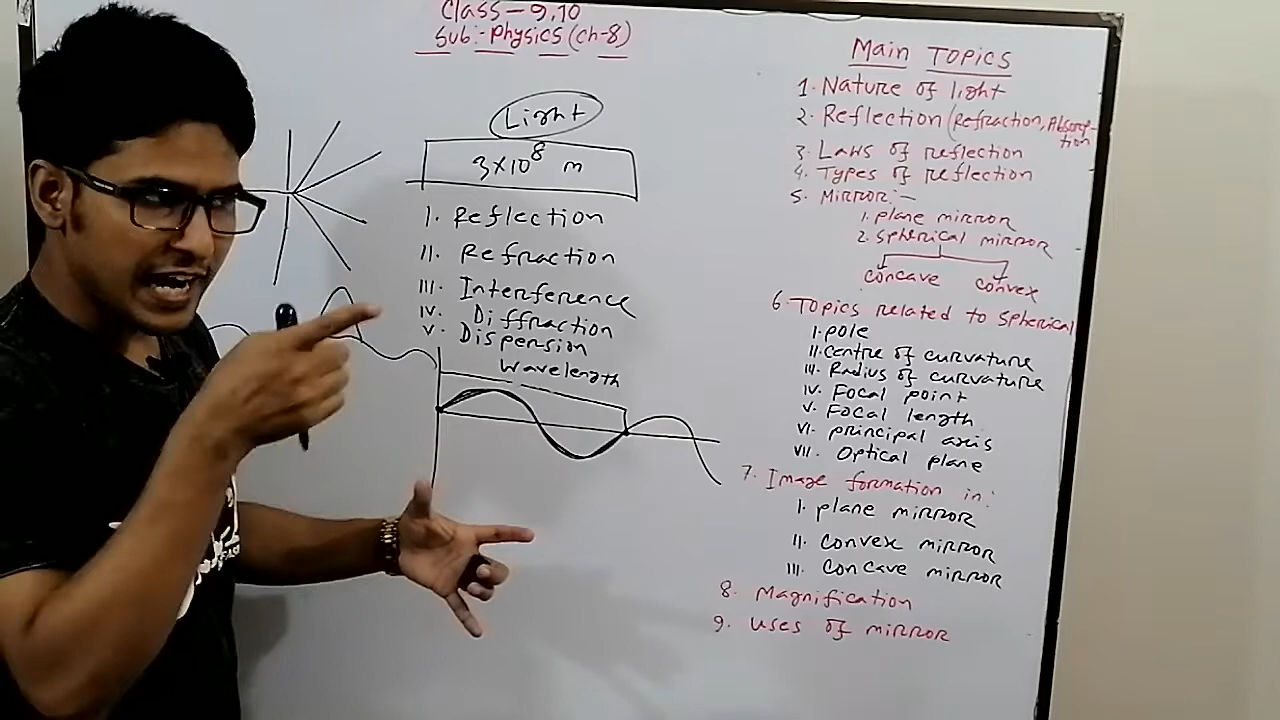 Class-9,10
Sub:-Physics (ch-8)
Light
3×10⁸ m
I. Reflection
II. Refraction
III. Interference
IV. Diffraction
V. Dispersion
Wavelength
Main Topics
1. Nature of light
2. Reflection (Refraction, Absorp-
tion
3. Laws of reflection
4. Types of reflection
5. Mirror:-
1. plane mirror
2. spherical mirror
concave convex
6. Topics related to spherical
I. pole
II. Centre of curvature
III. Radius of curvature
IV. Focal point
V. Focal length
VI. principal axis
VII. Optical plane
7. Image formation in:
I. plane mirror
II. Convex mirror
III. Concave mirror
8. Magnification
9. Uses of mirror